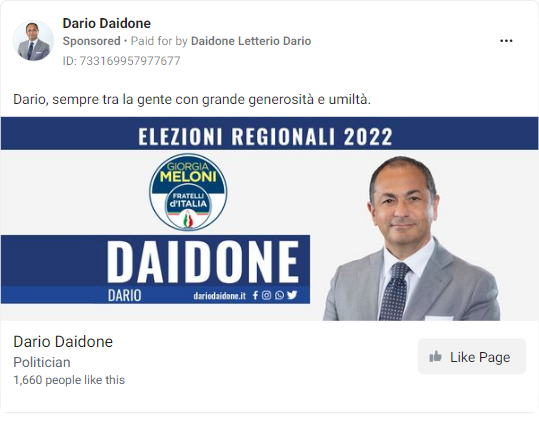 Dario Daidone
Sponsored • Paid for by Daidone Letterio Dario
ID: 733169957977677
Dario, sempre tra la gente con grande generosità e umiltà.
ELEZIONI REGIONALI 2022
GIORGIA
MELONI
FRATELLI
d'ITALIA
DAIDONE
DARIO
dariodaidone.it
Dario Daidone
Politician
1,660 people like this
Like Page